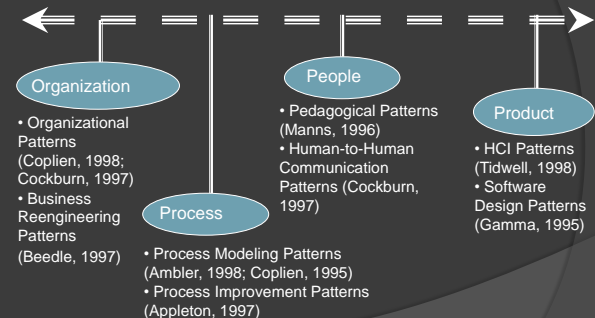 Organization
• Organizational
Patterns
(Coplien, 1998;
Cockburn, 1997)
• Business
Reengineering
Patterns
(Beedle, 1997)
Process
• Process Modeling Patterns
(Ambler, 1998; Coplien, 1995)
• Process Improvement Patterns
(Appleton, 1997)
People
• Pedagogical Patterns
(Manns, 1996)
• Human-to-Human
Communication
Patterns (Cockburn,
1997)
Product
• HCI Patterns
(Tidwell, 1998)
• Software
Design Patterns
(Gamma, 1995)